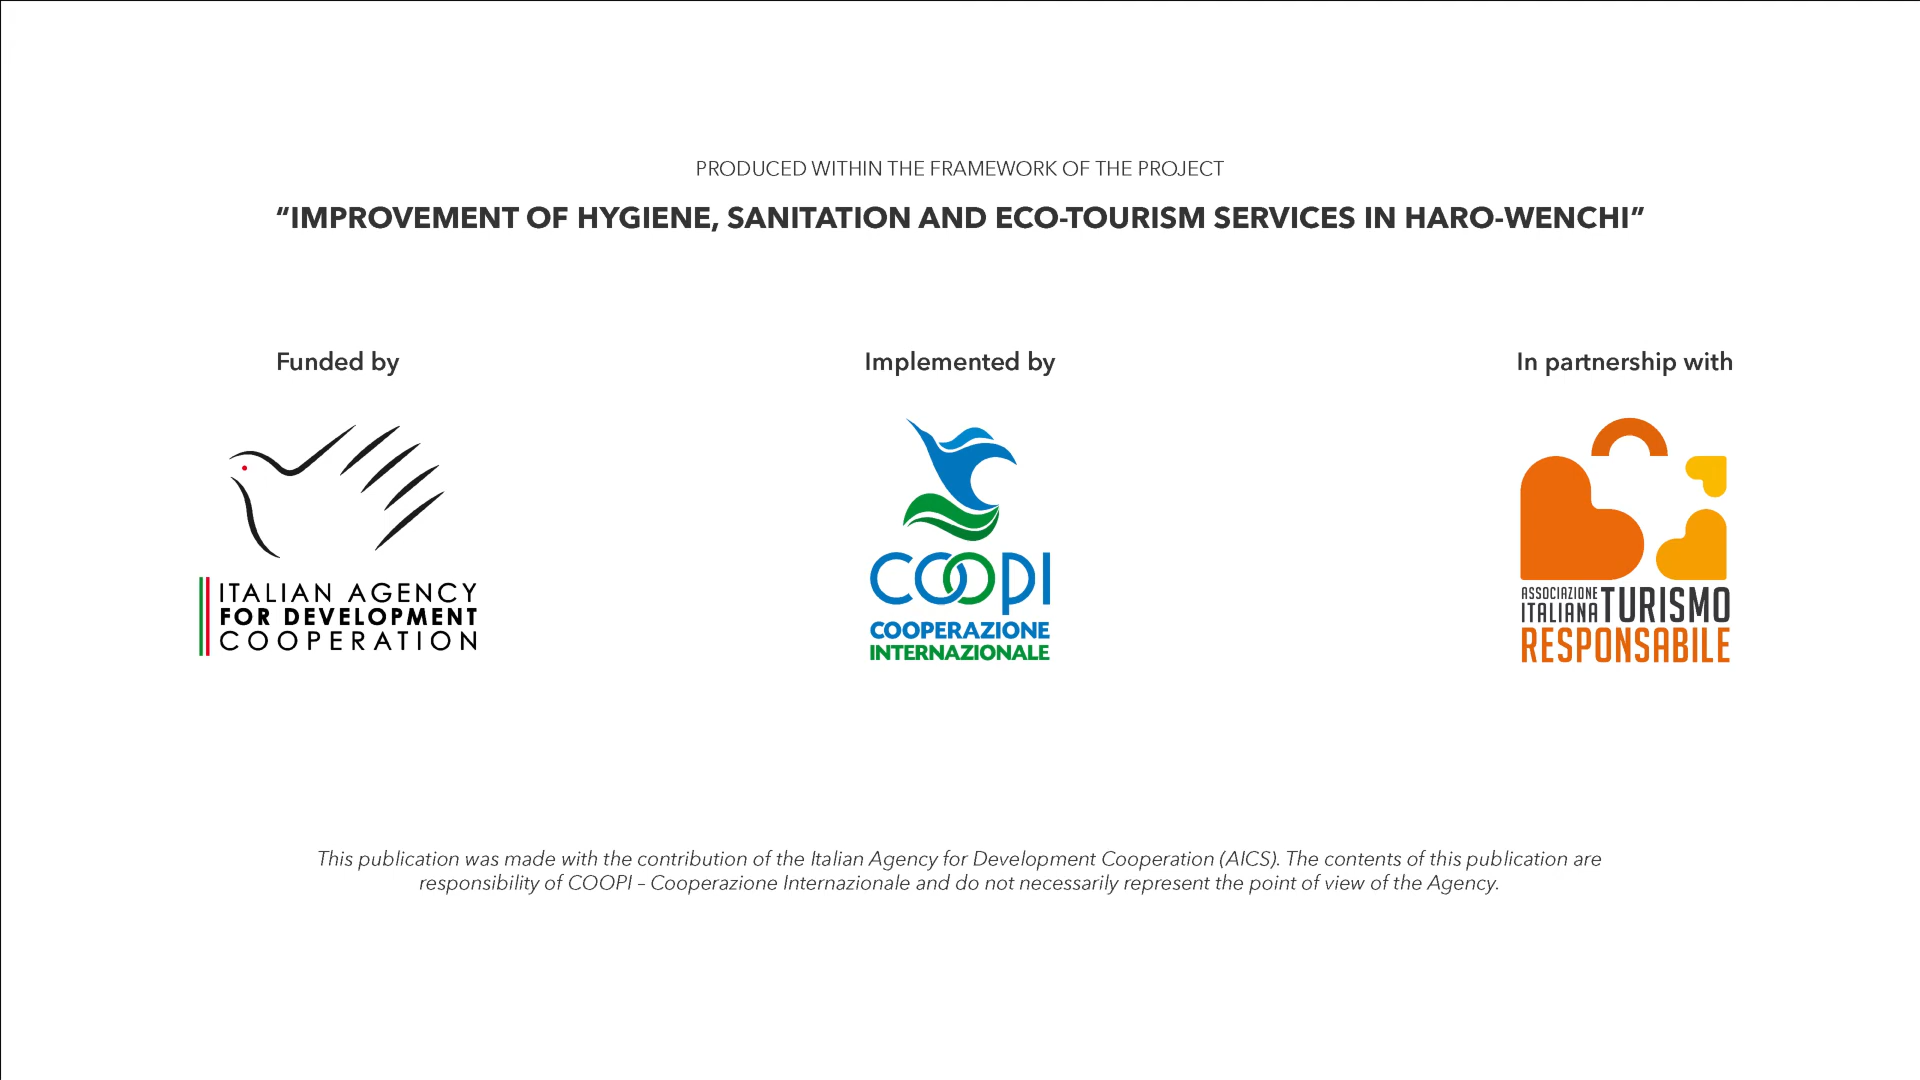 PRODUCED WITHIN THE FRAMEWORK OF THE PROJECT
“IMPROVEMENT OF HYGIENE, SANITATION AND ECO-TOURISM SERVICES IN HARO-WENCHI”
Funded by
ITALIAN AGENCY
FOR DEVELOPMENT
COOPERATION
Implemented by
COOPI
COOPERAZIONE
INTERNAZIONALE
In partnership with
ASSOCIAZIONE
ITALIANA TURISMO
RESPONSABILE
This publication was made with the contribution of the Italian Agency for Development Cooperation (AICS). The contents of this publication are
responsibility of COOPI – Cooperazione Internazionale and do not necessarily represent the point of view of the Agency.